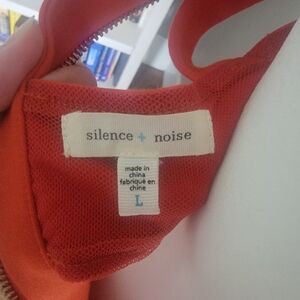 silence + noise
made in
china
fabriqué en
chine
L